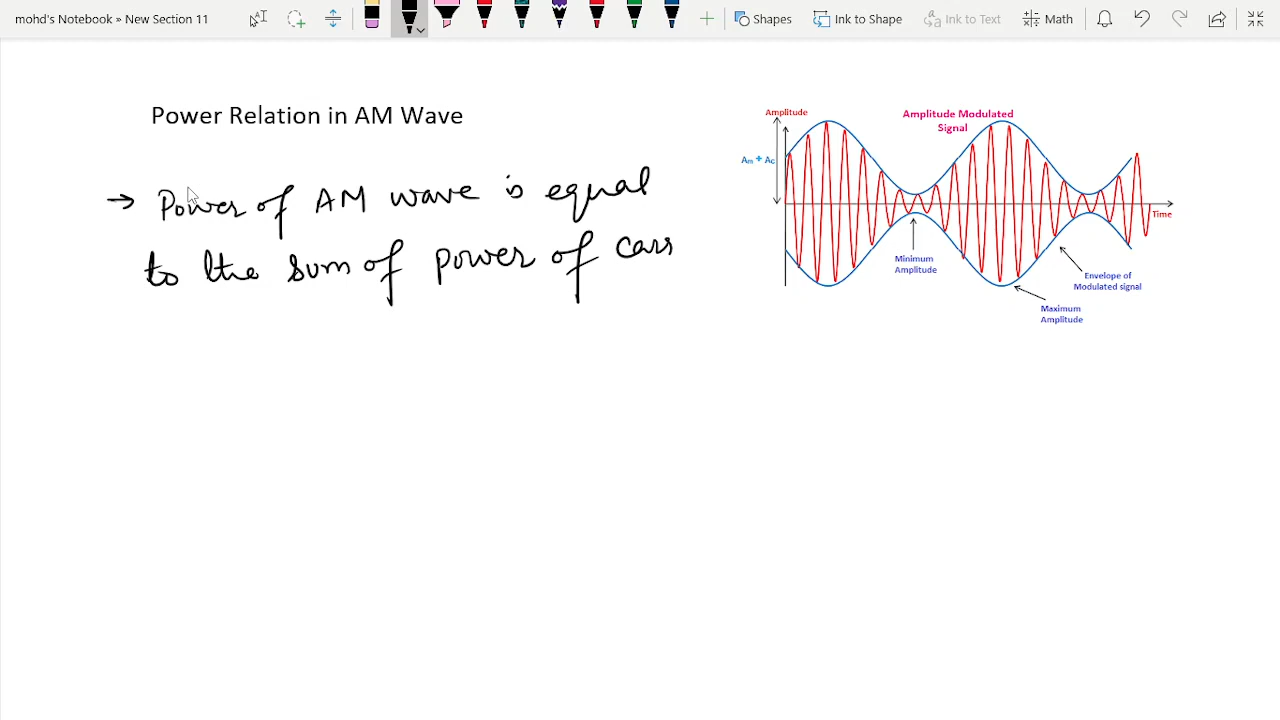 mohd's Notebook » New Section 11
Shapes
Ink to Shape
Ink to Text
Math
Power Relation in AM Wave
→ Power of AM wave is equal
to the sum of power of carr
Amplitude
Amplitude Modulated
Signal
Am + Ac
Time
Minimum
Amplitude
Envelope of
Modulated signal
Maximum
Amplitude